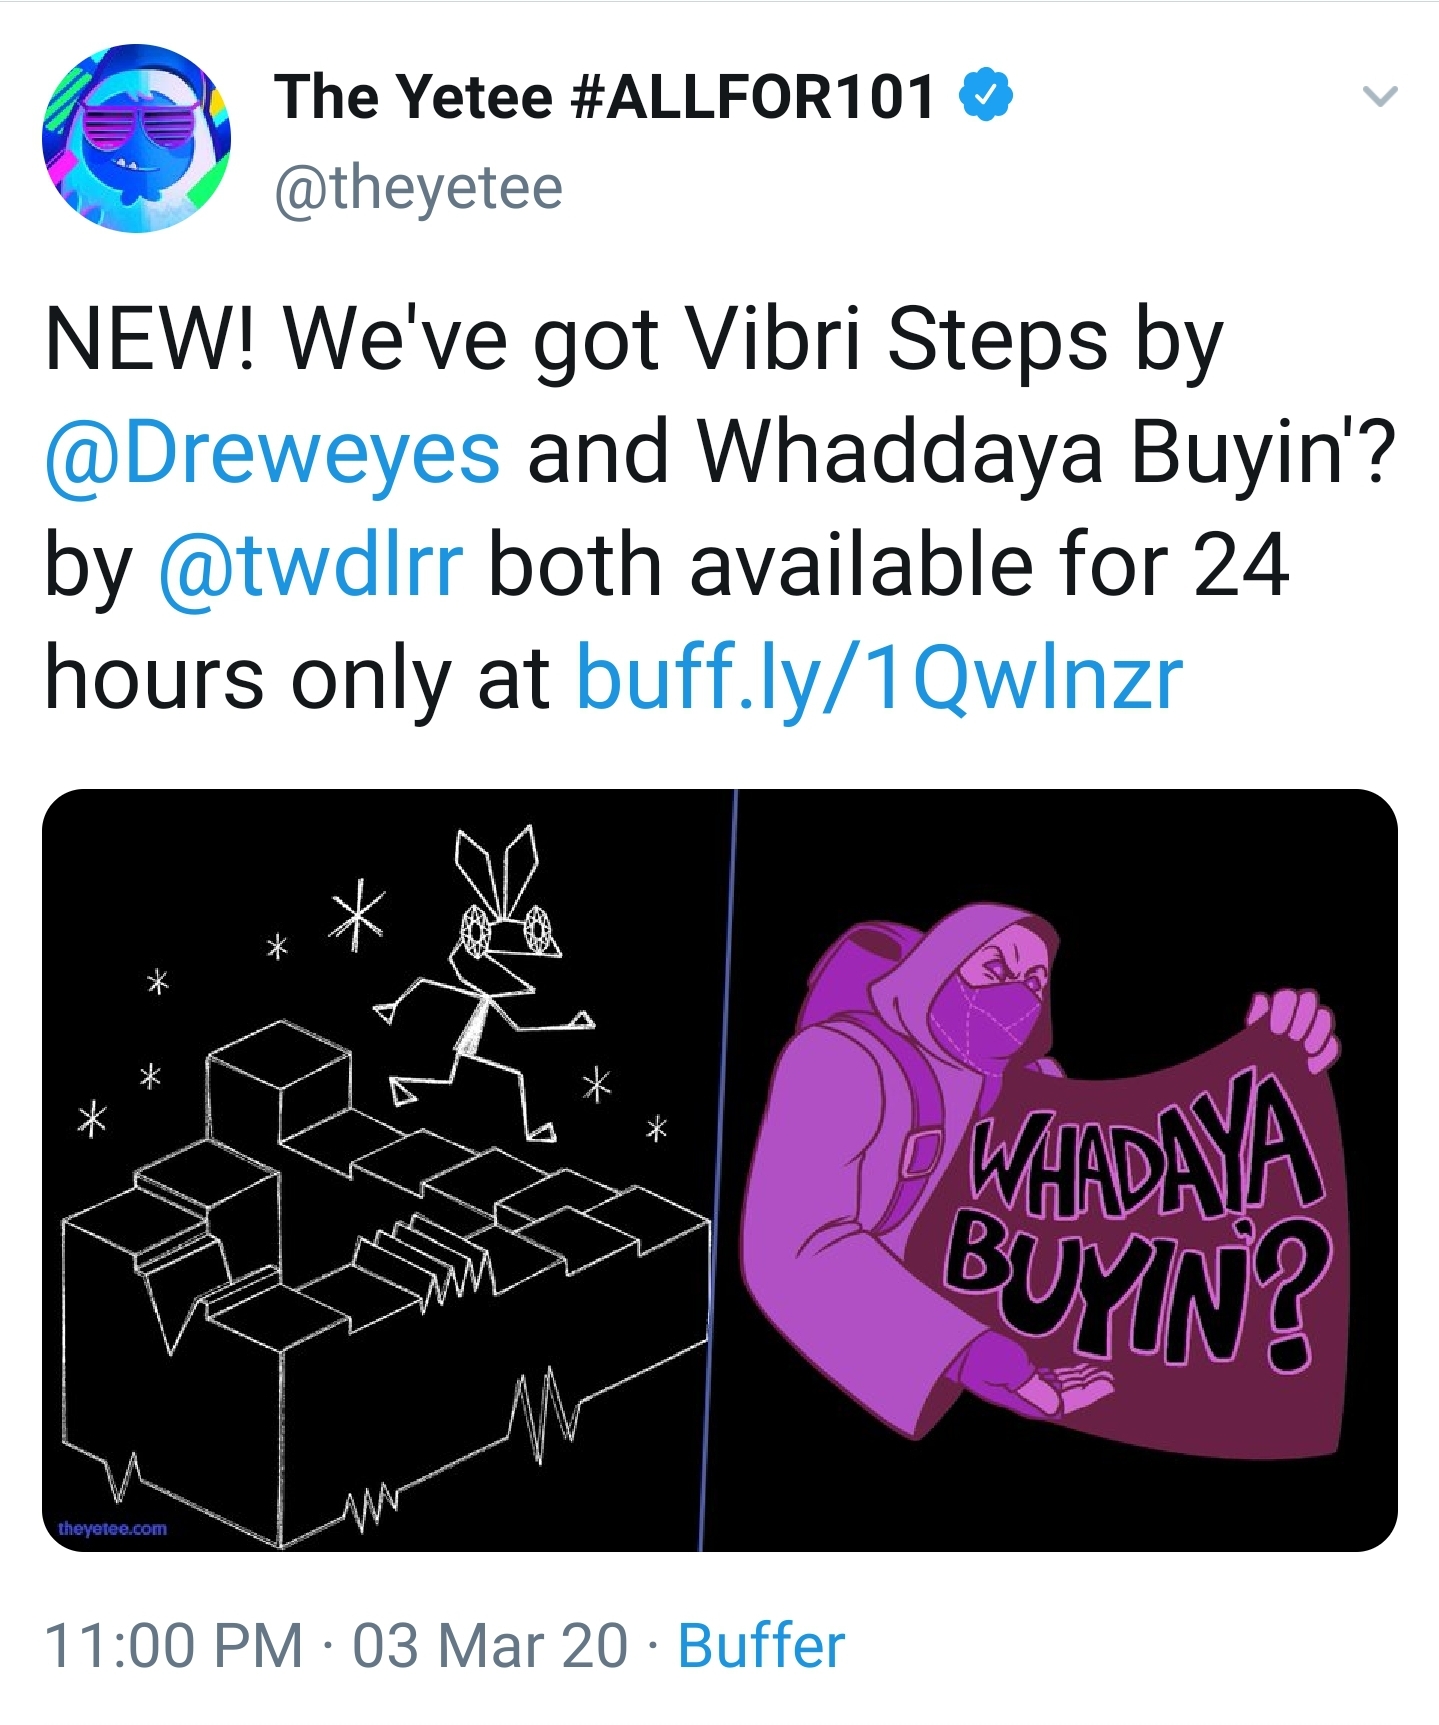 The Yetee #ALLFOR101
@theyetee
NEW! We've got Vibri Steps by
@Dreweyes and Whaddaya Buyin'?
by @twdlrr both available for 24
hours only at buff.ly/1Qwlnzr
WHADAYA
BUYIN'?
theyetee.com
11:00 PM · 03 Mar 20 · Buffer